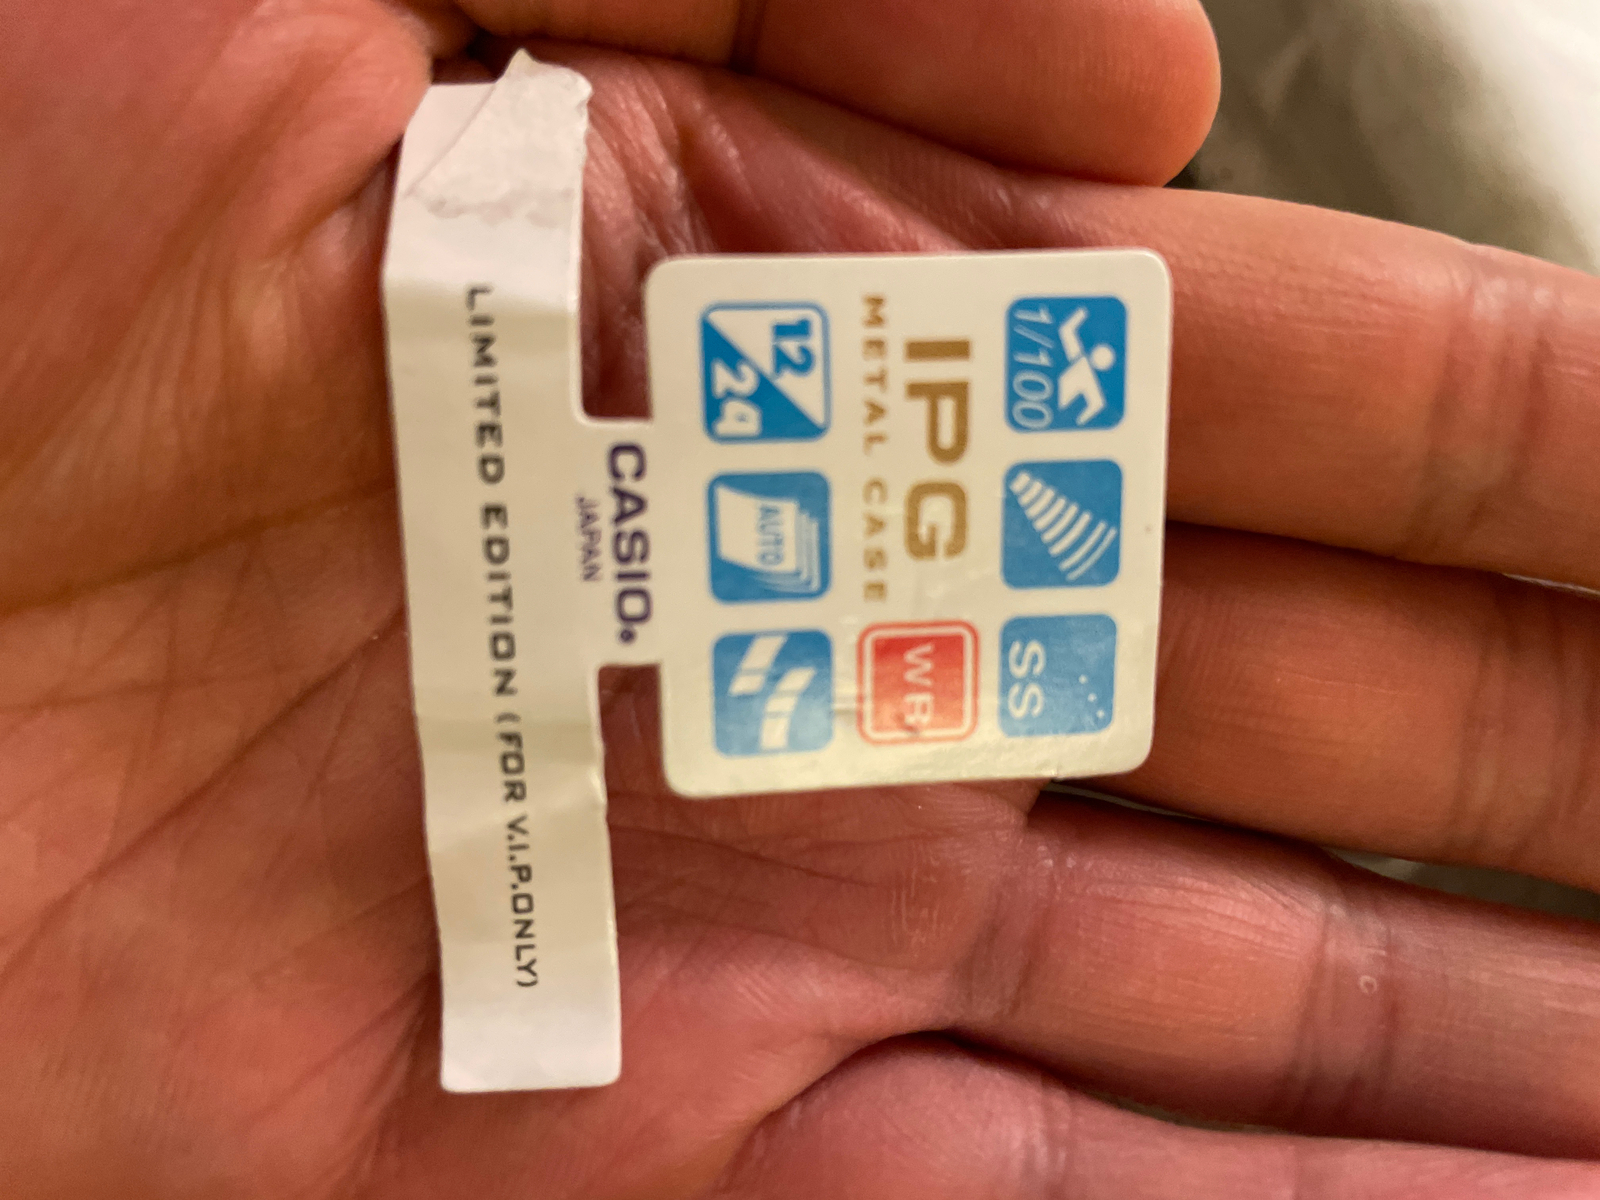 1/100
SS
IPG
METAL CASE
WR
12
24
AUTO
CASIO
JAPAN
LIMITED EDITION (FOR V.I.P.ONLY)